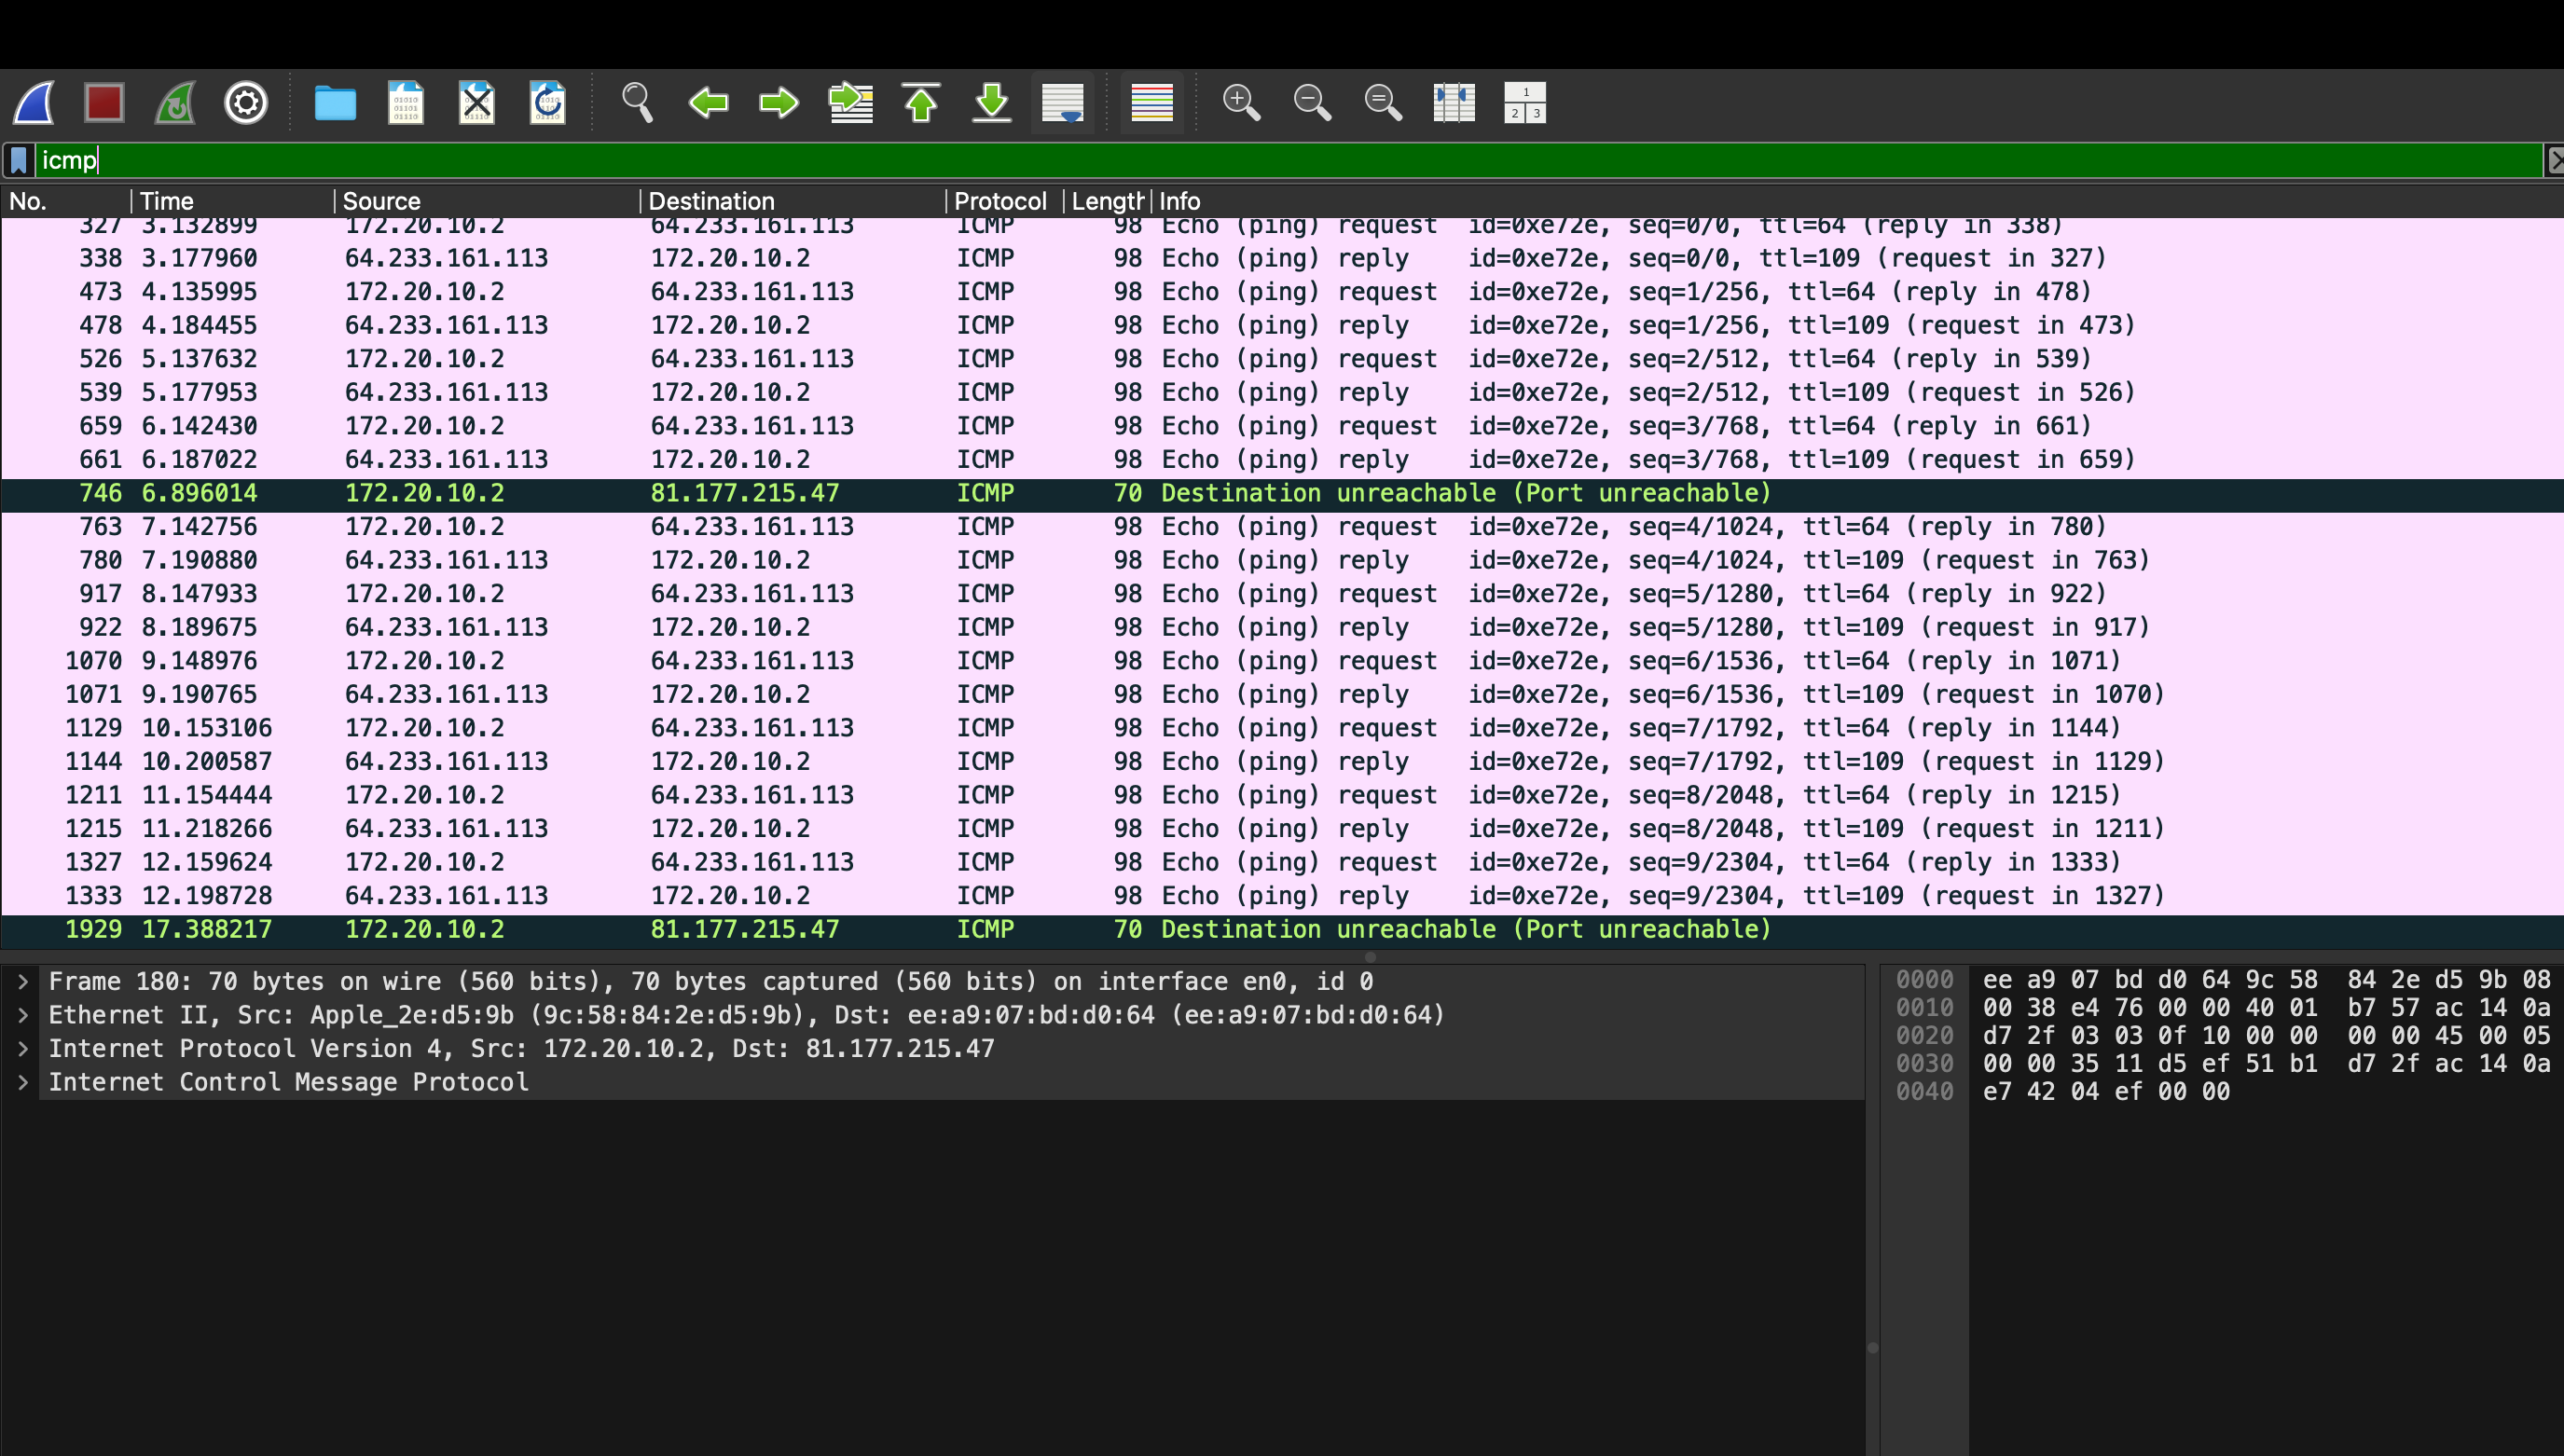 icmp
No. Time Source Destination Protocol Length Info
327 3.132899 172.20.10.2 64.233.161.113 ICMP 98 Echo (ping) request id=0xe72e, seq=0/0, ttl=64 (reply in 338)
338 3.177960 64.233.161.113 172.20.10.2 ICMP 98 Echo (ping) reply id=0xe72e, seq=0/0, ttl=109 (request in 327)
473 4.135995 172.20.10.2 64.233.161.113 ICMP 98 Echo (ping) request id=0xe72e, seq=1/256, ttl=64 (reply in 478)
478 4.184455 64.233.161.113 172.20.10.2 ICMP 98 Echo (ping) reply id=0xe72e, seq=1/256, ttl=109 (request in 473)
526 5.137632 172.20.10.2 64.233.161.113 ICMP 98 Echo (ping) request id=0xe72e, seq=2/512, ttl=64 (reply in 539)
539 5.177953 64.233.161.113 172.20.10.2 ICMP 98 Echo (ping) reply id=0xe72e, seq=2/512, ttl=109 (request in 526)
659 6.142430 172.20.10.2 64.233.161.113 ICMP 98 Echo (ping) request id=0xe72e, seq=3/768, ttl=64 (reply in 661)
661 6.187022 64.233.161.113 172.20.10.2 ICMP 98 Echo (ping) reply id=0xe72e, seq=3/768, ttl=109 (request in 659)
746 6.896014 172.20.10.2 81.177.215.47 ICMP 70 Destination unreachable (Port unreachable)
763 7.142756 172.20.10.2 64.233.161.113 ICMP 98 Echo (ping) request id=0xe72e, seq=4/1024, ttl=64 (reply in 780)
780 7.190880 64.233.161.113 172.20.10.2 ICMP 98 Echo (ping) reply id=0xe72e, seq=4/1024, ttl=109 (request in 763)
917 8.147933 172.20.10.2 64.233.161.113 ICMP 98 Echo (ping) request id=0xe72e, seq=5/1280, ttl=64 (reply in 922)
922 8.189675 64.233.161.113 172.20.10.2 ICMP 98 Echo (ping) reply id=0xe72e, seq=5/1280, ttl=109 (request in 917)
1070 9.148976 172.20.10.2 64.233.161.113 ICMP 98 Echo (ping) request id=0xe72e, seq=6/1536, ttl=64 (reply in 1071)
1071 9.190765 64.233.161.113 172.20.10.2 ICMP 98 Echo (ping) reply id=0xe72e, seq=6/1536, ttl=109 (request in 1070)
1129 10.153106 172.20.10.2 64.233.161.113 ICMP 98 Echo (ping) request id=0xe72e, seq=7/1792, ttl=64 (reply in 1144)
1144 10.200587 64.233.161.113 172.20.10.2 ICMP 98 Echo (ping) reply id=0xe72e, seq=7/1792, ttl=109 (request in 1129)
1211 11.154444 172.20.10.2 64.233.161.113 ICMP 98 Echo (ping) request id=0xe72e, seq=8/2048, ttl=64 (reply in 1215)
1215 11.218266 64.233.161.113 172.20.10.2 ICMP 98 Echo (ping) reply id=0xe72e, seq=8/2048, ttl=109 (request in 1211)
1327 12.159624 172.20.10.2 64.233.161.113 ICMP 98 Echo (ping) request id=0xe72e, seq=9/2304, ttl=64 (reply in 1333)
1333 12.198728 64.233.161.113 172.20.10.2 ICMP 98 Echo (ping) reply id=0xe72e, seq=9/2304, ttl=109 (request in 1327)
1929 17.388217 172.20.10.2 81.177.215.47 ICMP 70 Destination unreachable (Port unreachable)
Frame 180: 70 bytes on wire (560 bits), 70 bytes captured (560 bits) on interface en0, id 0
Ethernet II, Src: Apple_2e:d5:9b (9c:58:84:2e:d5:9b), Dst: ee:a9:07:bd:d0:64 (ee:a9:07:bd:d0:64)
Internet Protocol Version 4, Src: 172.20.10.2, Dst: 81.177.215.47
Internet Control Message Protocol
0000 ee a9 07 bd d0 64 9c 58 84 2e d5 9b 08
0010 00 38 e4 76 00 00 40 01 b7 57 ac 14 0a
0020 d7 2f 03 03 0f 10 00 00 00 00 45 00 05
0030 00 00 35 11 d5 ef 51 b1 d7 2f ac 14 0a
0040 e7 42 04 ef 00 00